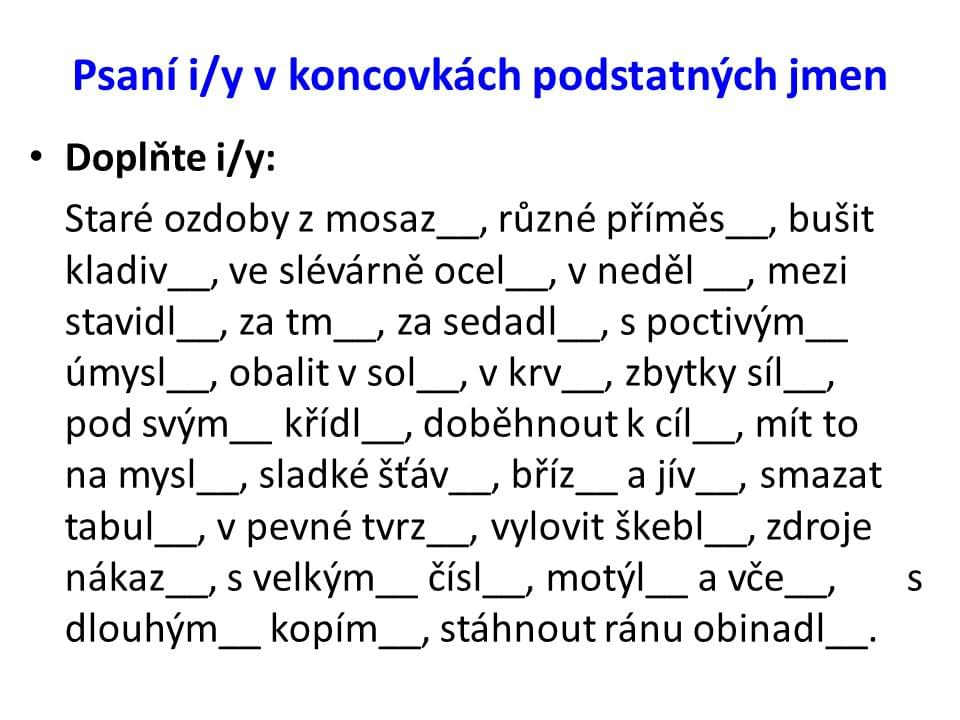 Psaní i/y v koncovkách podstatných jmen
• Doplňte i/y:
Staré ozdoby z mosaz__, různé příměs__, bušit
kladiv__, ve slévárně ocel__, v neděl __, mezi
stavidl__, za tm__, za sedadl__, s poctivým__
úmysl__, obalit v sol__, v krv__, zbytky síl__,
pod svým__ křídl__, doběhnout k cíl__, mít to
na mysl__, sladké šťáv__, bříz__ a jív__, smazat
tabul__, v pevné tvrz__, vylovit škebl__, zdroje
nákaz__, s velkým__ čísl__, motýl__ a vče__, s
dlouhým__ kopím__, stáhnout ránu obinadl__.